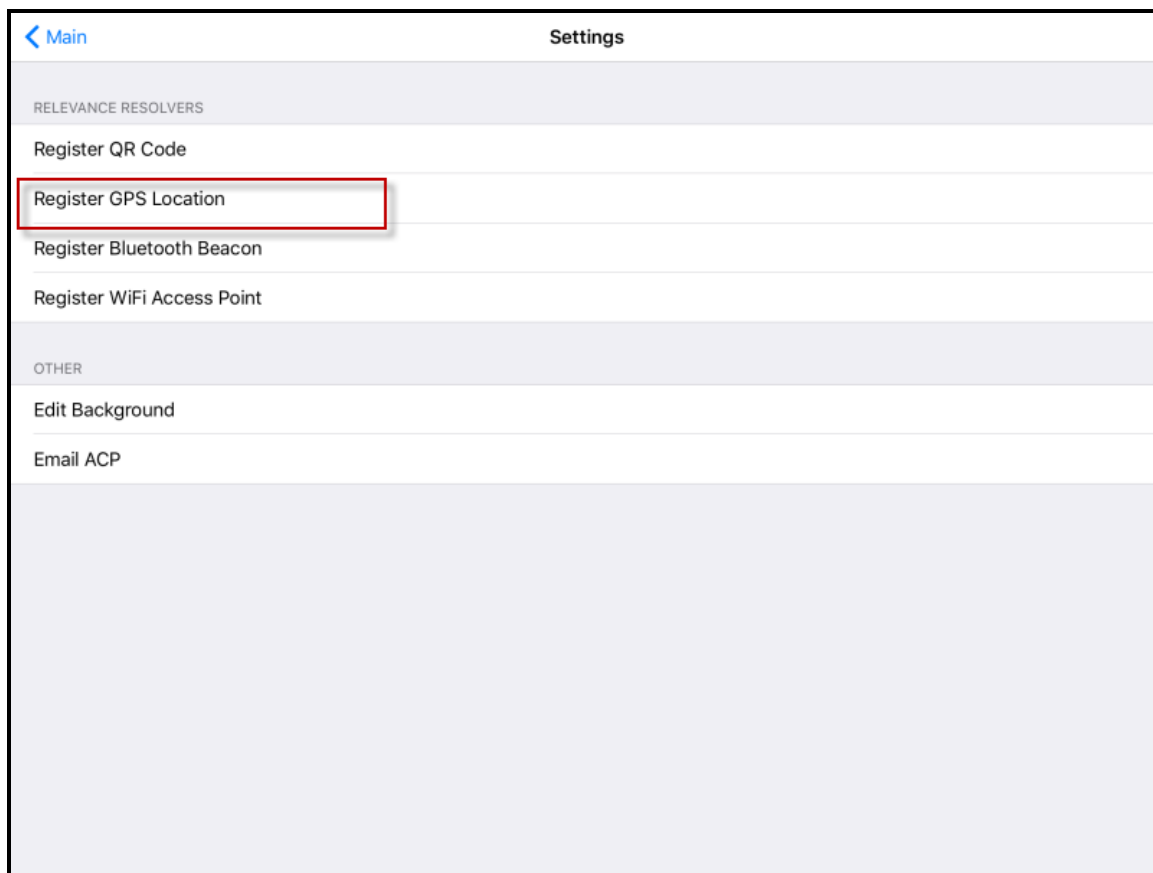 Main
Settings
RELEVANCE RESOLVERS
Register QR Code
Register GPS Location
Register Bluetooth Beacon
Register WiFi Access Point
OTHER
Edit Background
Email ACP